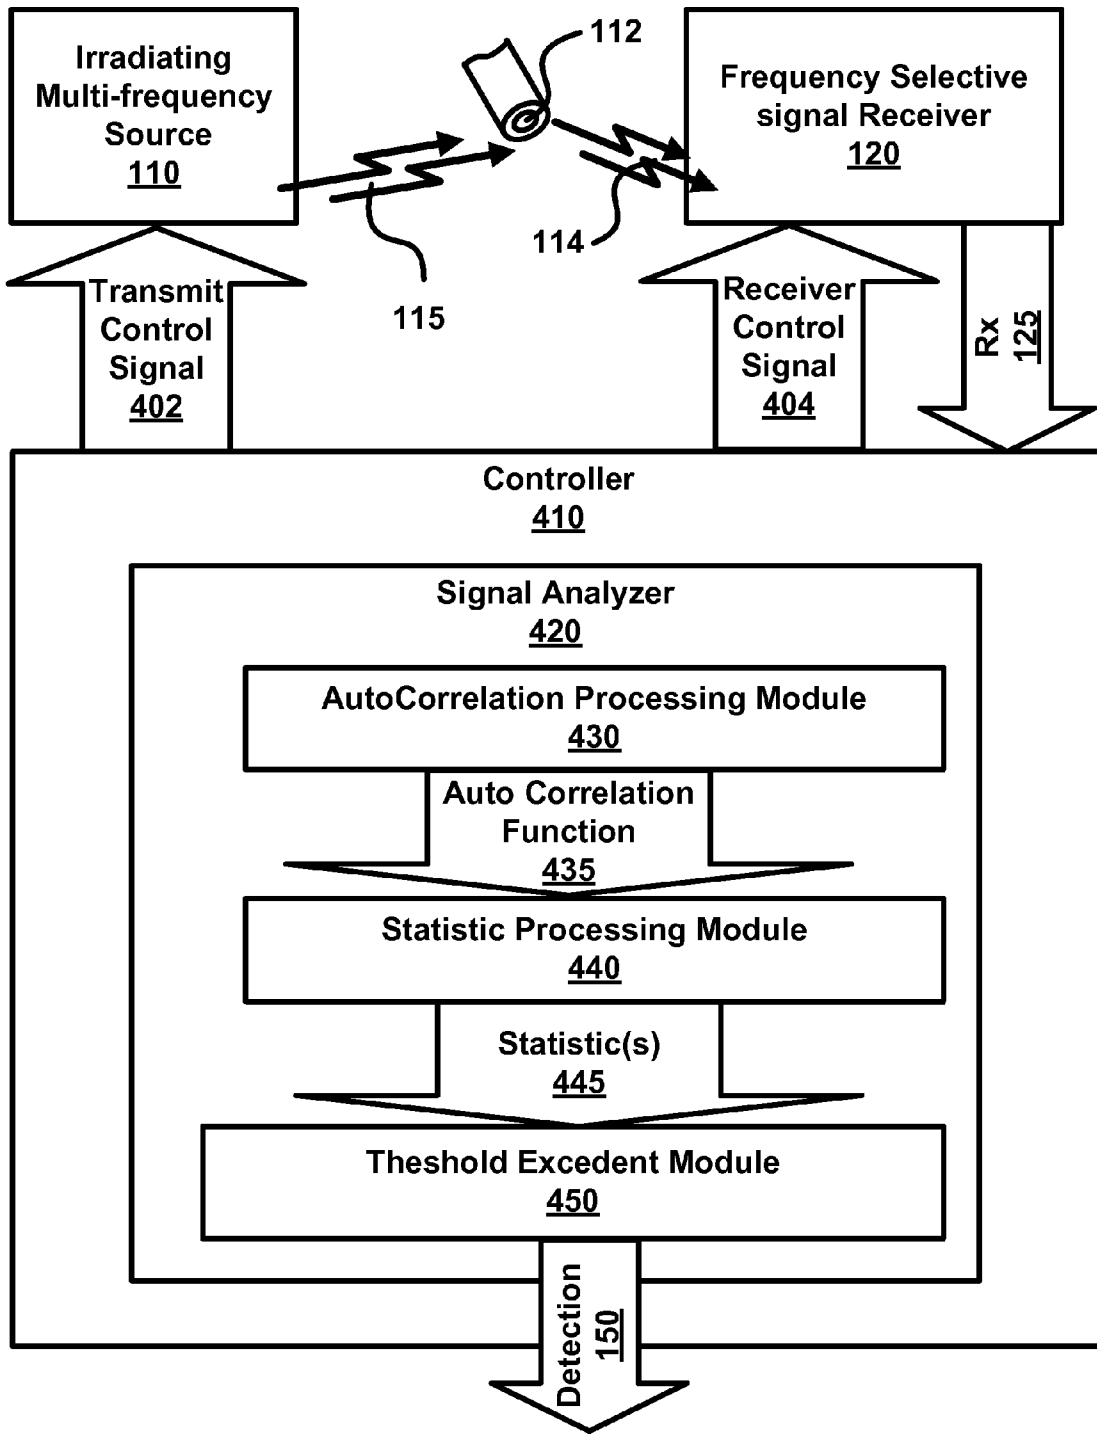 Irradiating
Multi-frequency
Source
110
112
Frequency Selective
signal Receiver
120
115
114
Transmit
Control
Signal
402
Receiver
Control
Signal
404
Rx
125
Controller
410
Signal Analyzer
420
AutoCorrelation Processing Module
430
Auto Correlation
Function
435
Statistic Processing Module
440
Statistic(s)
445
Theshold Excedent Module
450
Detection
150